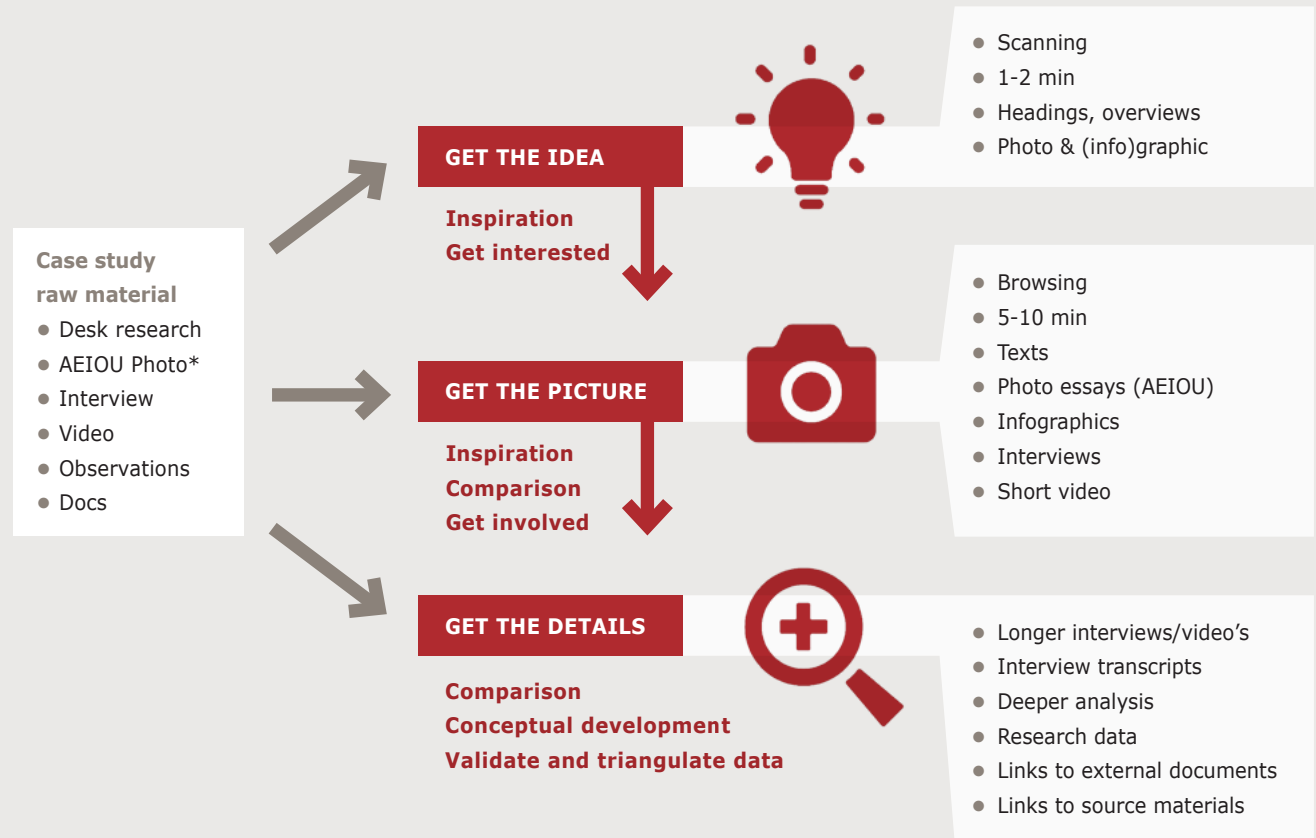 Case study
raw material
● Desk research
● AEIOU Photo*
● Interview
● Video
● Observations
● Docs
GET THE IDEA
Inspiration
Get interested
● Scanning
● 1-2 min
● Headings, overviews
● Photo & (info)graphic
GET THE PICTURE
Inspiration
Comparison
Get involved
● Browsing
● 5-10 min
● Texts
● Photo essays (AEIOU)
● Infographics
● Interviews
● Short video
GET THE DETAILS
Comparison
Conceptual development
Validate and triangulate data
● Longer interviews/video’s
● Interview transcripts
● Deeper analysis
● Research data
● Links to external documents
● Links to source materials